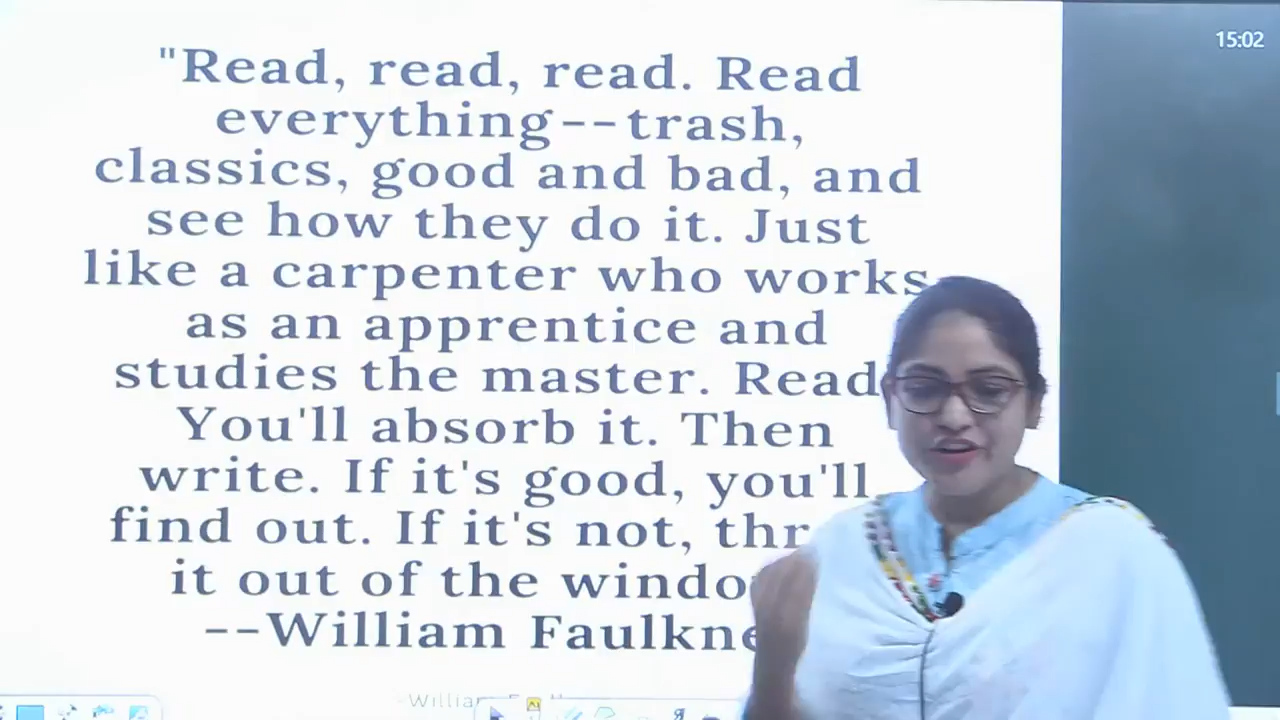 15:02
"Read, read, read. Read
everything--trash,
classics, good and bad, and
see how they do it. Just
like a carpenter who works
as an apprentice and
studies the master. Read
You'll absorb it. Then
write. If it's good, you'll
find out. If it's not,
it out of the
--William